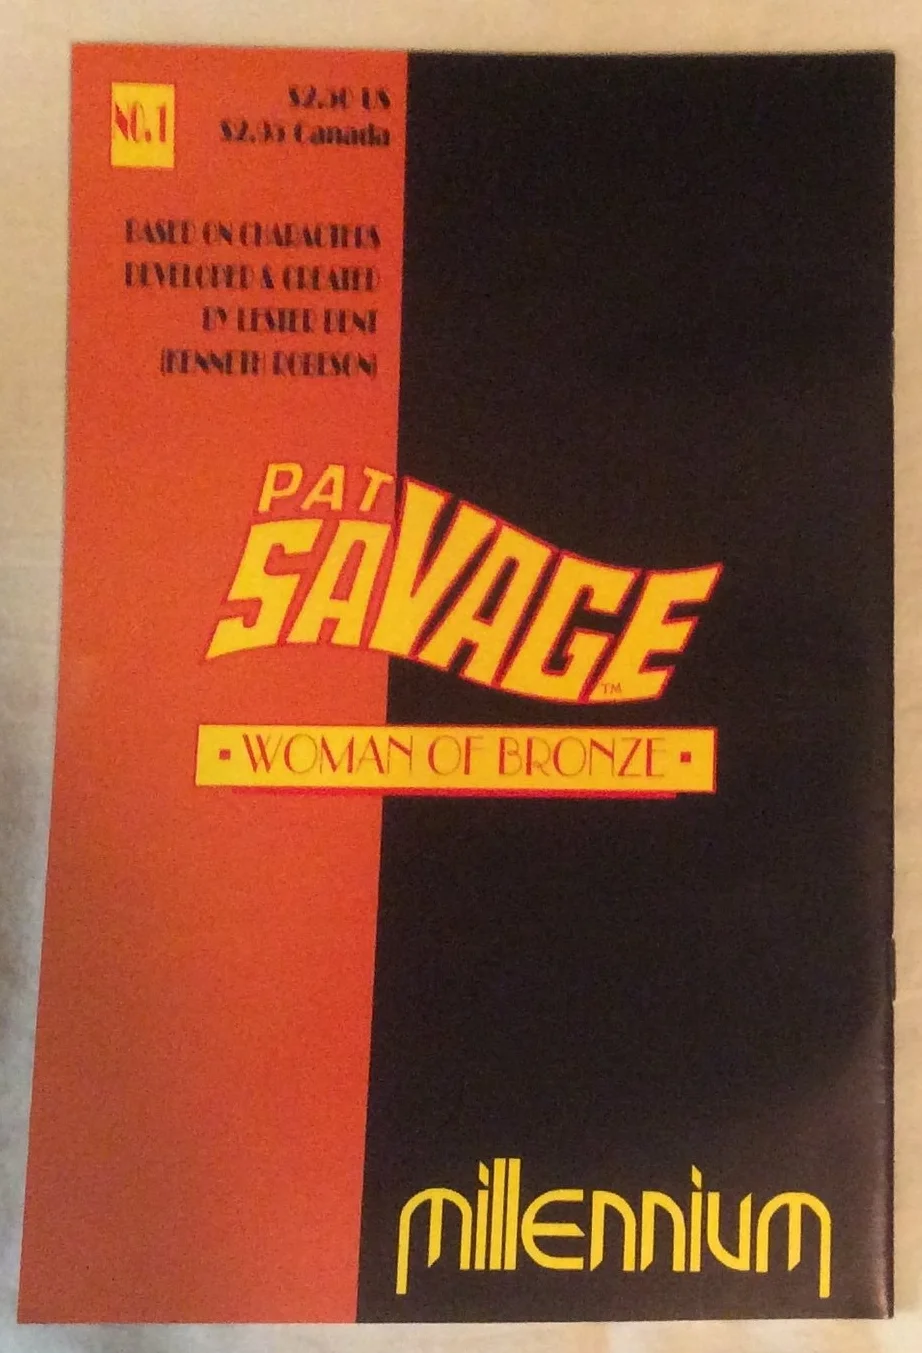 NO. 1
$2.50 US
$2.95 Canada
BASED ON CHARACTERS
DEVELOPED & CREATED
BY LESTER DENT
(KENNETH ROBESON)
PAT
SAVAGE
TM
▪ WOMAN OF BRONZE ▪
millennium